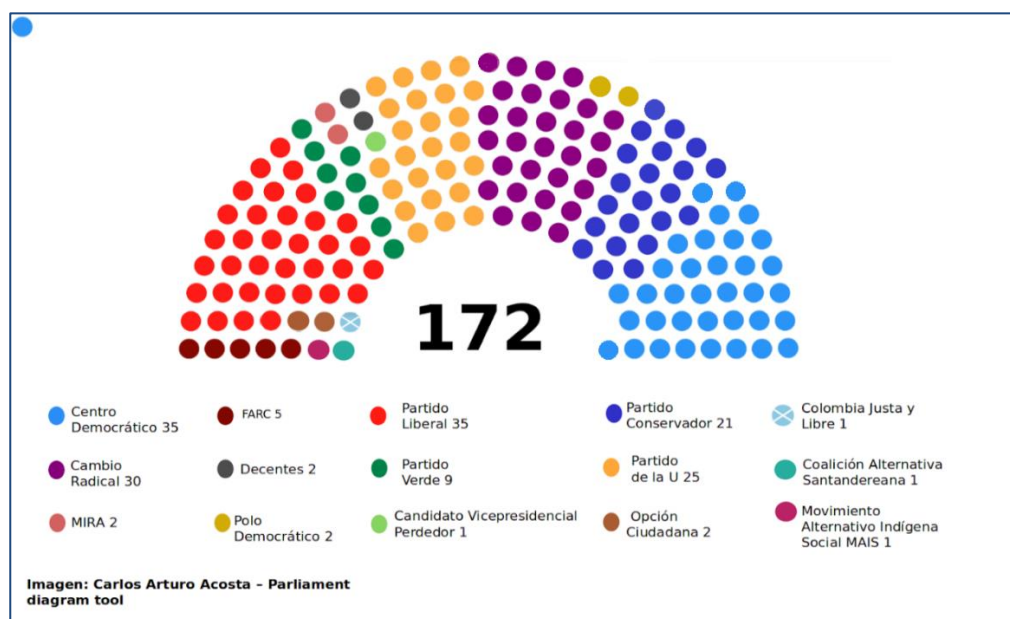 172
Centro
Democrático 35
FARC 5
Partido
Liberal 35
Partido
Conservador 21
Colombia Justa y
Libre 1
Cambio
Radical 30
Decentes 2
Partido
Verde 9
Partido
de la U 25
Coalición Alternativa
Santandereana 1
MIRA 2
Polo
Democrático 2
Candidato Vicepresidencial
Perdedor 1
Opción
Ciudadana 2
Movimiento
Alternativo Indígena
Social MAIS 1
Imagen: Carlos Arturo Acosta – Parliament
diagram tool